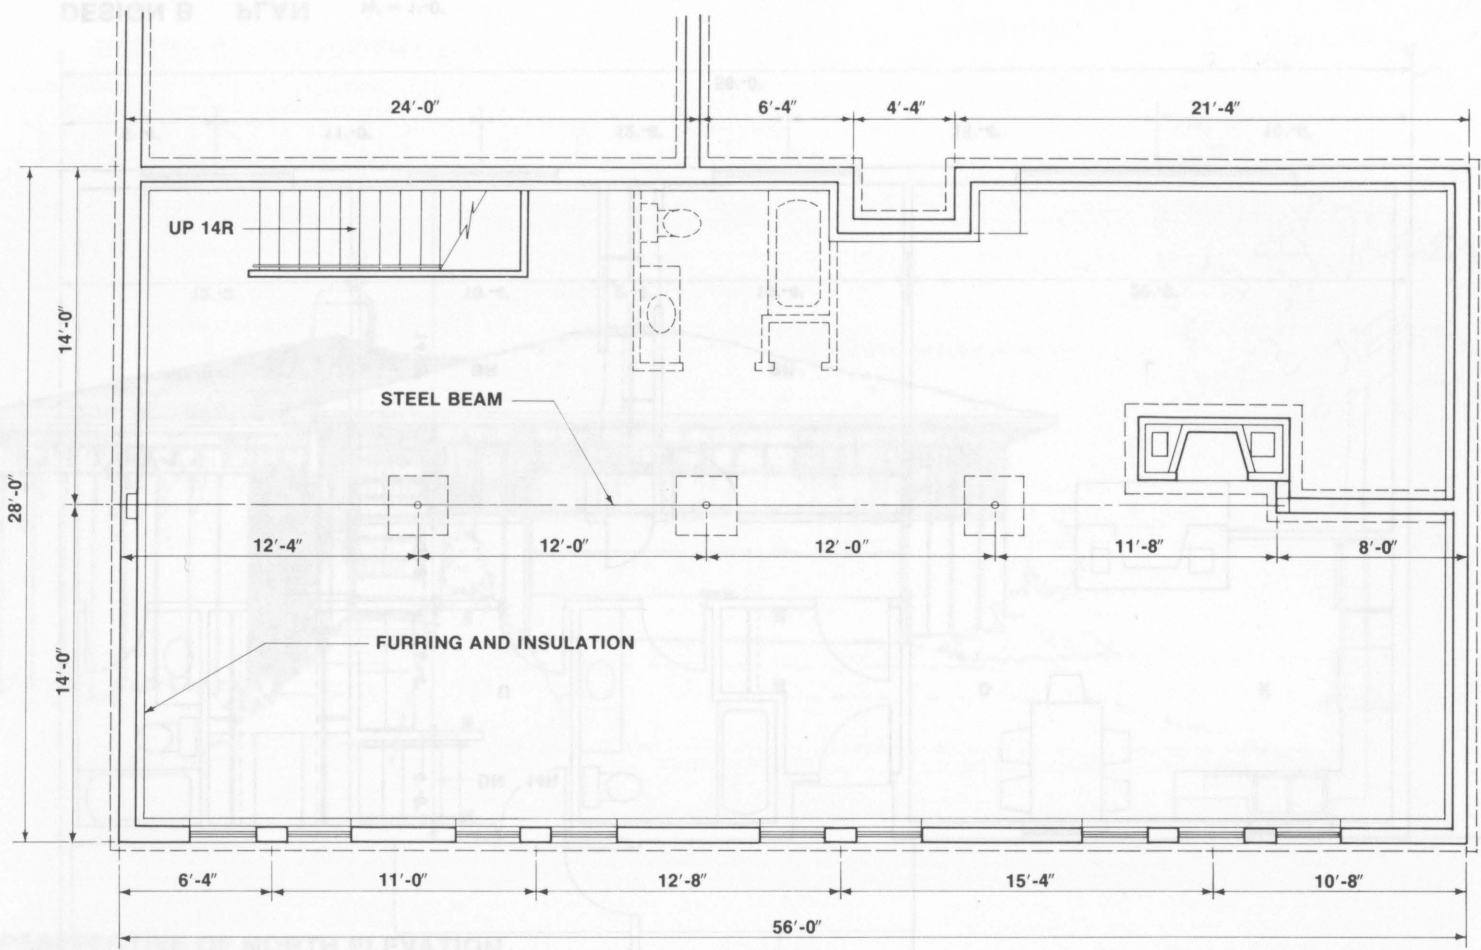 24′-0″ 6′-4″ 4′-4″ 21′-4″
UP 14R
14′-0″
STEEL BEAM
28′-0″
12′-4″ 12′-0″ 12′-0″ 11′-8″ 8′-0″
FURRING AND INSULATION
14′-0″
6′-4″ 11′-0″ 12′-8″ 15′-4″ 10′-8″
56′-0″